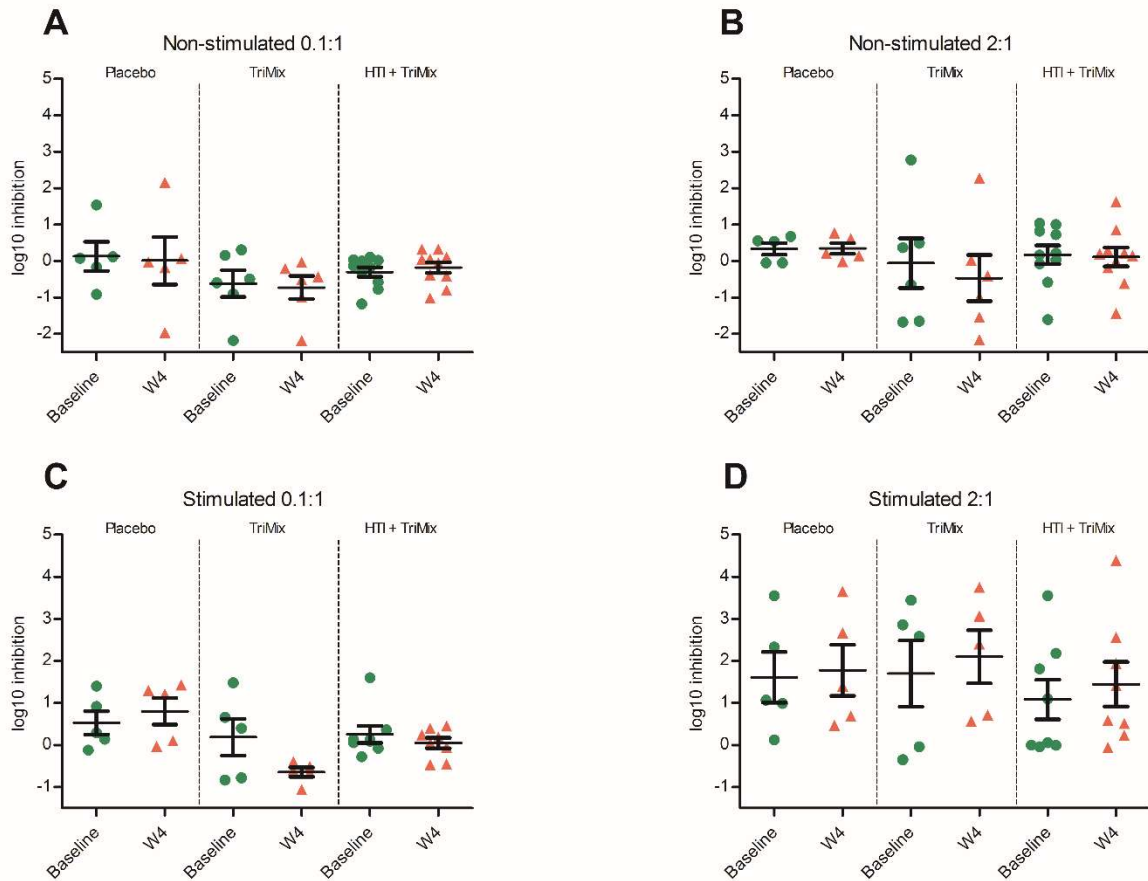 A
Non-stimulated 0.1:1
Placebo TriMix HTI + TriMix
5
4
3
2
1
0
-1
-2
log10 inhibition
Baseline W4 Baseline W4 Baseline W4
B
Non-stimulated 2:1
Placebo TriMix HTI + TriMix
5
4
3
2
1
0
-1
-2
log10 inhibition
Baseline W4 Baseline W4 Baseline W4
C
Stimulated 0.1:1
Placebo TriMix HTI + TriMix
5
4
3
2
1
0
-1
log10 inhibition
Baseline W4 Baseline W4 Baseline W4
D
Stimulated 2:1
Placebo TriMix HTI + TriMix
5
4
3
2
1
0
-1
log10 inhibition
Baseline W4 Baseline W4 Baseline W4